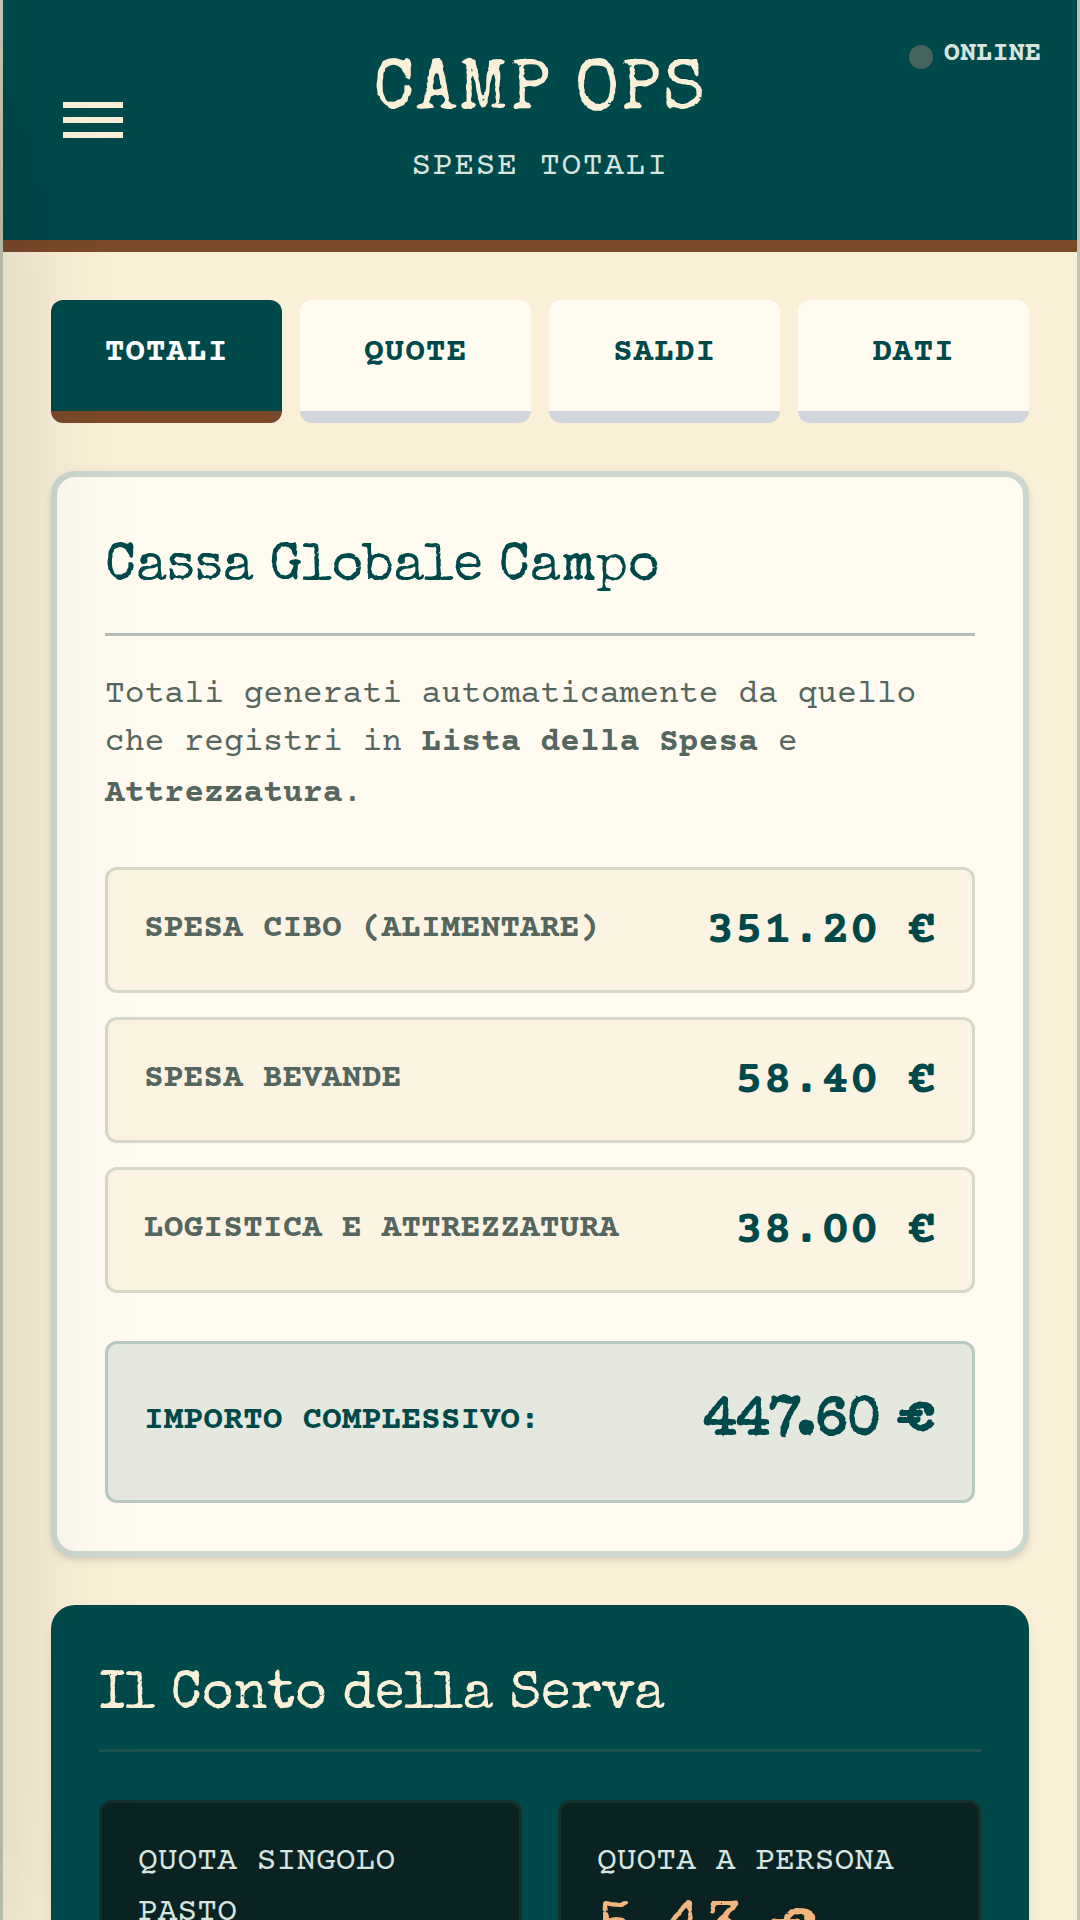 CAMP OPS
ONLINE
SPESE TOTALI
TOTALI
QUOTE
SALDI
DATI
Cassa Globale Campo
Totali generati automaticamente da quello
che registri in Lista della Spesa e
Attrezzatura.
SPESA CIBO (ALIMENTARE)
351.20 €
SPESA BEVANDE
58.40 €
LOGISTICA E ATTREZZATURA
38.00 €
IMPORTO COMPLESSIVO:
447.60 €
Il Conto della Serva
QUOTA SINGOLO
PASTO
QUOTA A PERSONA